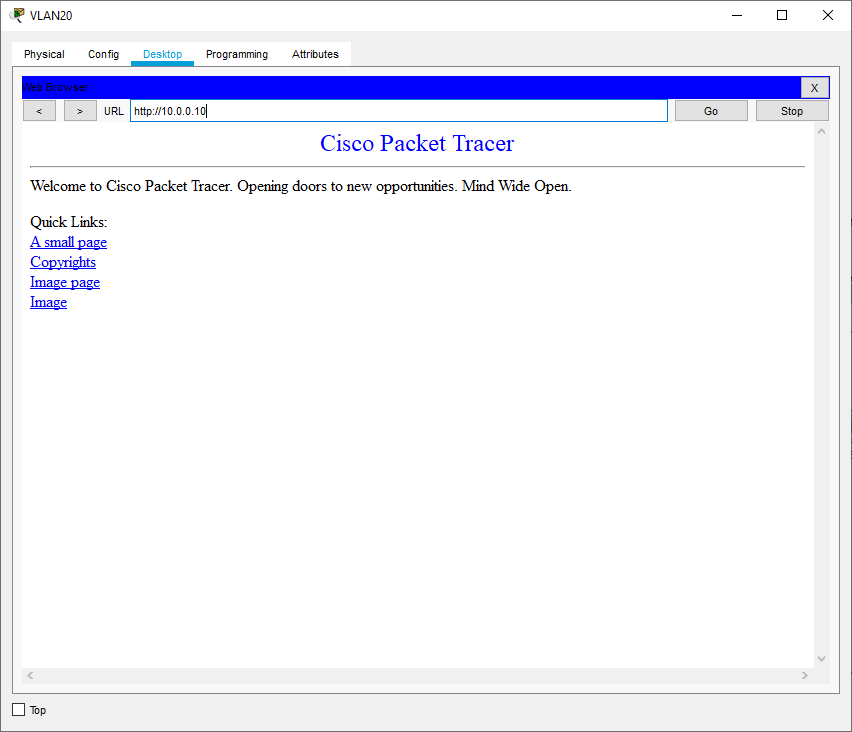 VLAN20
Physical Config Desktop Programming Attributes
Web Browser X
< > URL http://10.0.0.10 Go Stop
Cisco Packet Tracer
Welcome to Cisco Packet Tracer. Opening doors to new opportunities. Mind Wide Open.
Quick Links:
A small page
Copyrights
Image page
Image
Top